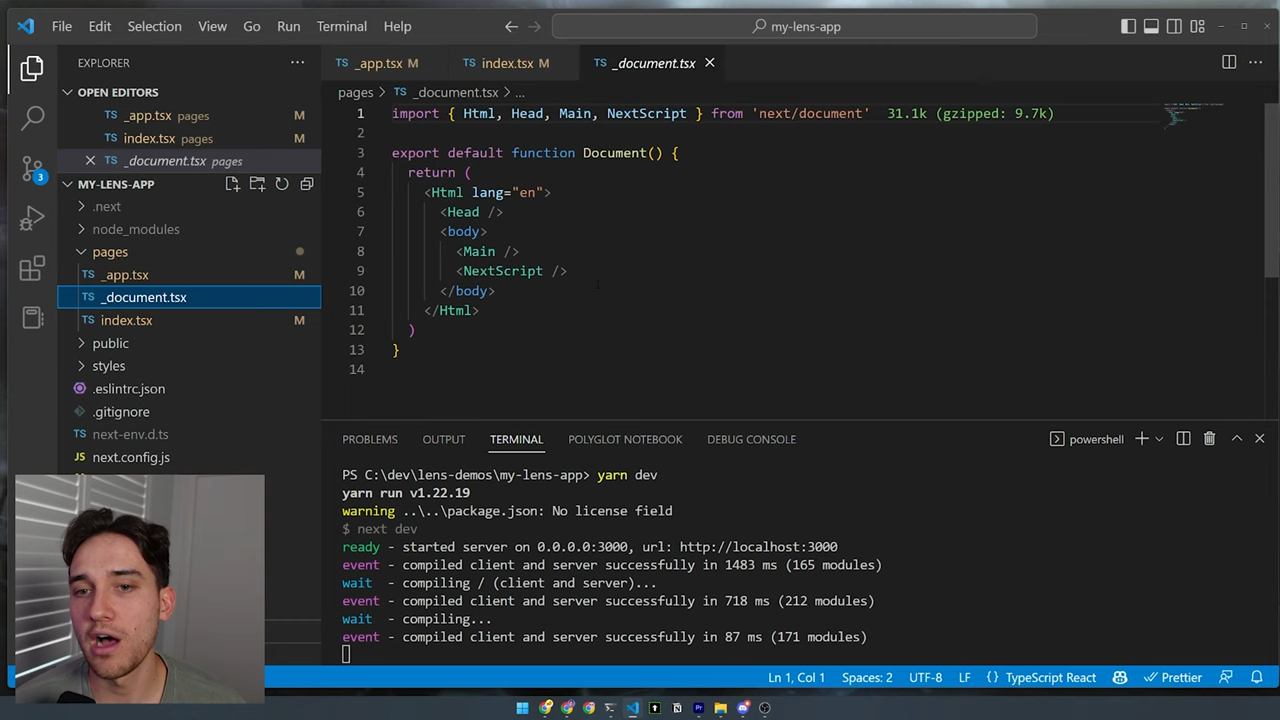 File Edit Selection View Go Run Terminal Help
my-lens-app
EXPLORER
OPEN EDITORS
_app.tsx pages M
index.tsx pages M
_document.tsx pages
MY-LENS-APP
.next
node_modules
pages
_app.tsx M
_document.tsx
index.tsx M
public
styles
.eslintrc.json
.gitignore
next-env.d.ts
next.config.js
3
TS _app.tsx M TS index.tsx M TS _document.tsx
pages > TS _document.tsx > ...
1 import { Html, Head, Main, NextScript } from 'next/document' 31.1k (gzipped: 9.7k)
2
3 export default function Document() {
4 return (
5 <Html lang="en">
6 <Head />
7 <body>
8 <Main />
9 <NextScript />
10 </body>
11 </Html>
12 )
13 }
14
PROBLEMS OUTPUT TERMINAL POLYGLOT NOTEBOOK DEBUG CONSOLE powershell
PS C:\dev\lens-demos\my-lens-app> yarn dev
yarn run v1.22.19
warning ..\..\package.json: No license field
$ next dev
ready - started server on 0.0.0.0:3000, url: http://localhost:3000
event - compiled client and server successfully in 1483 ms (165 modules)
wait - compiling / (client and server)...
event - compiled client and server successfully in 718 ms (212 modules)
wait - compiling...
event - compiled client and server successfully in 87 ms (171 modules)
Ln 1, Col 1 Spaces: 2 UTF-8 LF {} TypeScript React Prettier